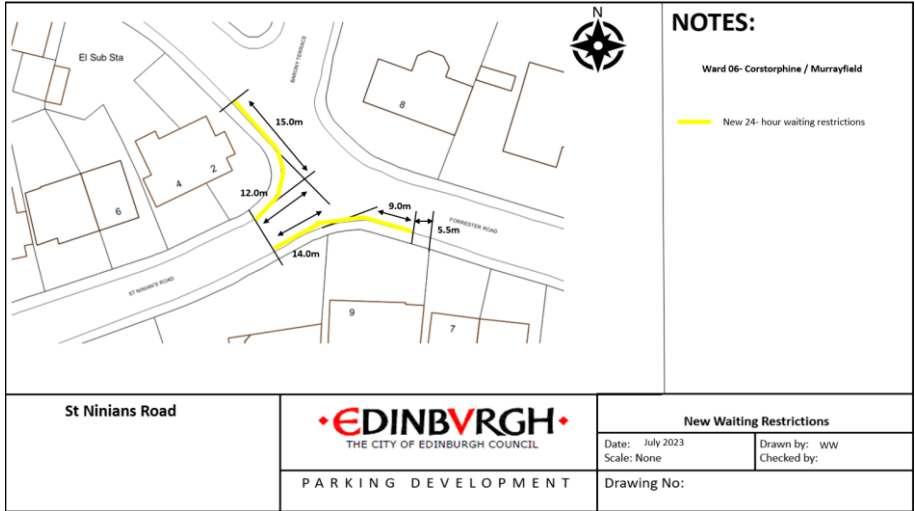 El Sub Sta
BARONY TERRACE
N
15.0m
8
2
4
12.0m
6
9.0m
FORRESTER ROAD
5.5m
14.0m
ST NINIAN'S ROAD
9
7
NOTES:
Ward 06- Corstorphine / Murrayfield
New 24- hour waiting restrictions
St Ninians Road
EDINBVRGH
THE CITY OF EDINBURGH COUNCIL
PARKING DEVELOPMENT
New Waiting Restrictions
Date: July 2023
Scale: None
Drawn by: WW
Checked by:
Drawing No: